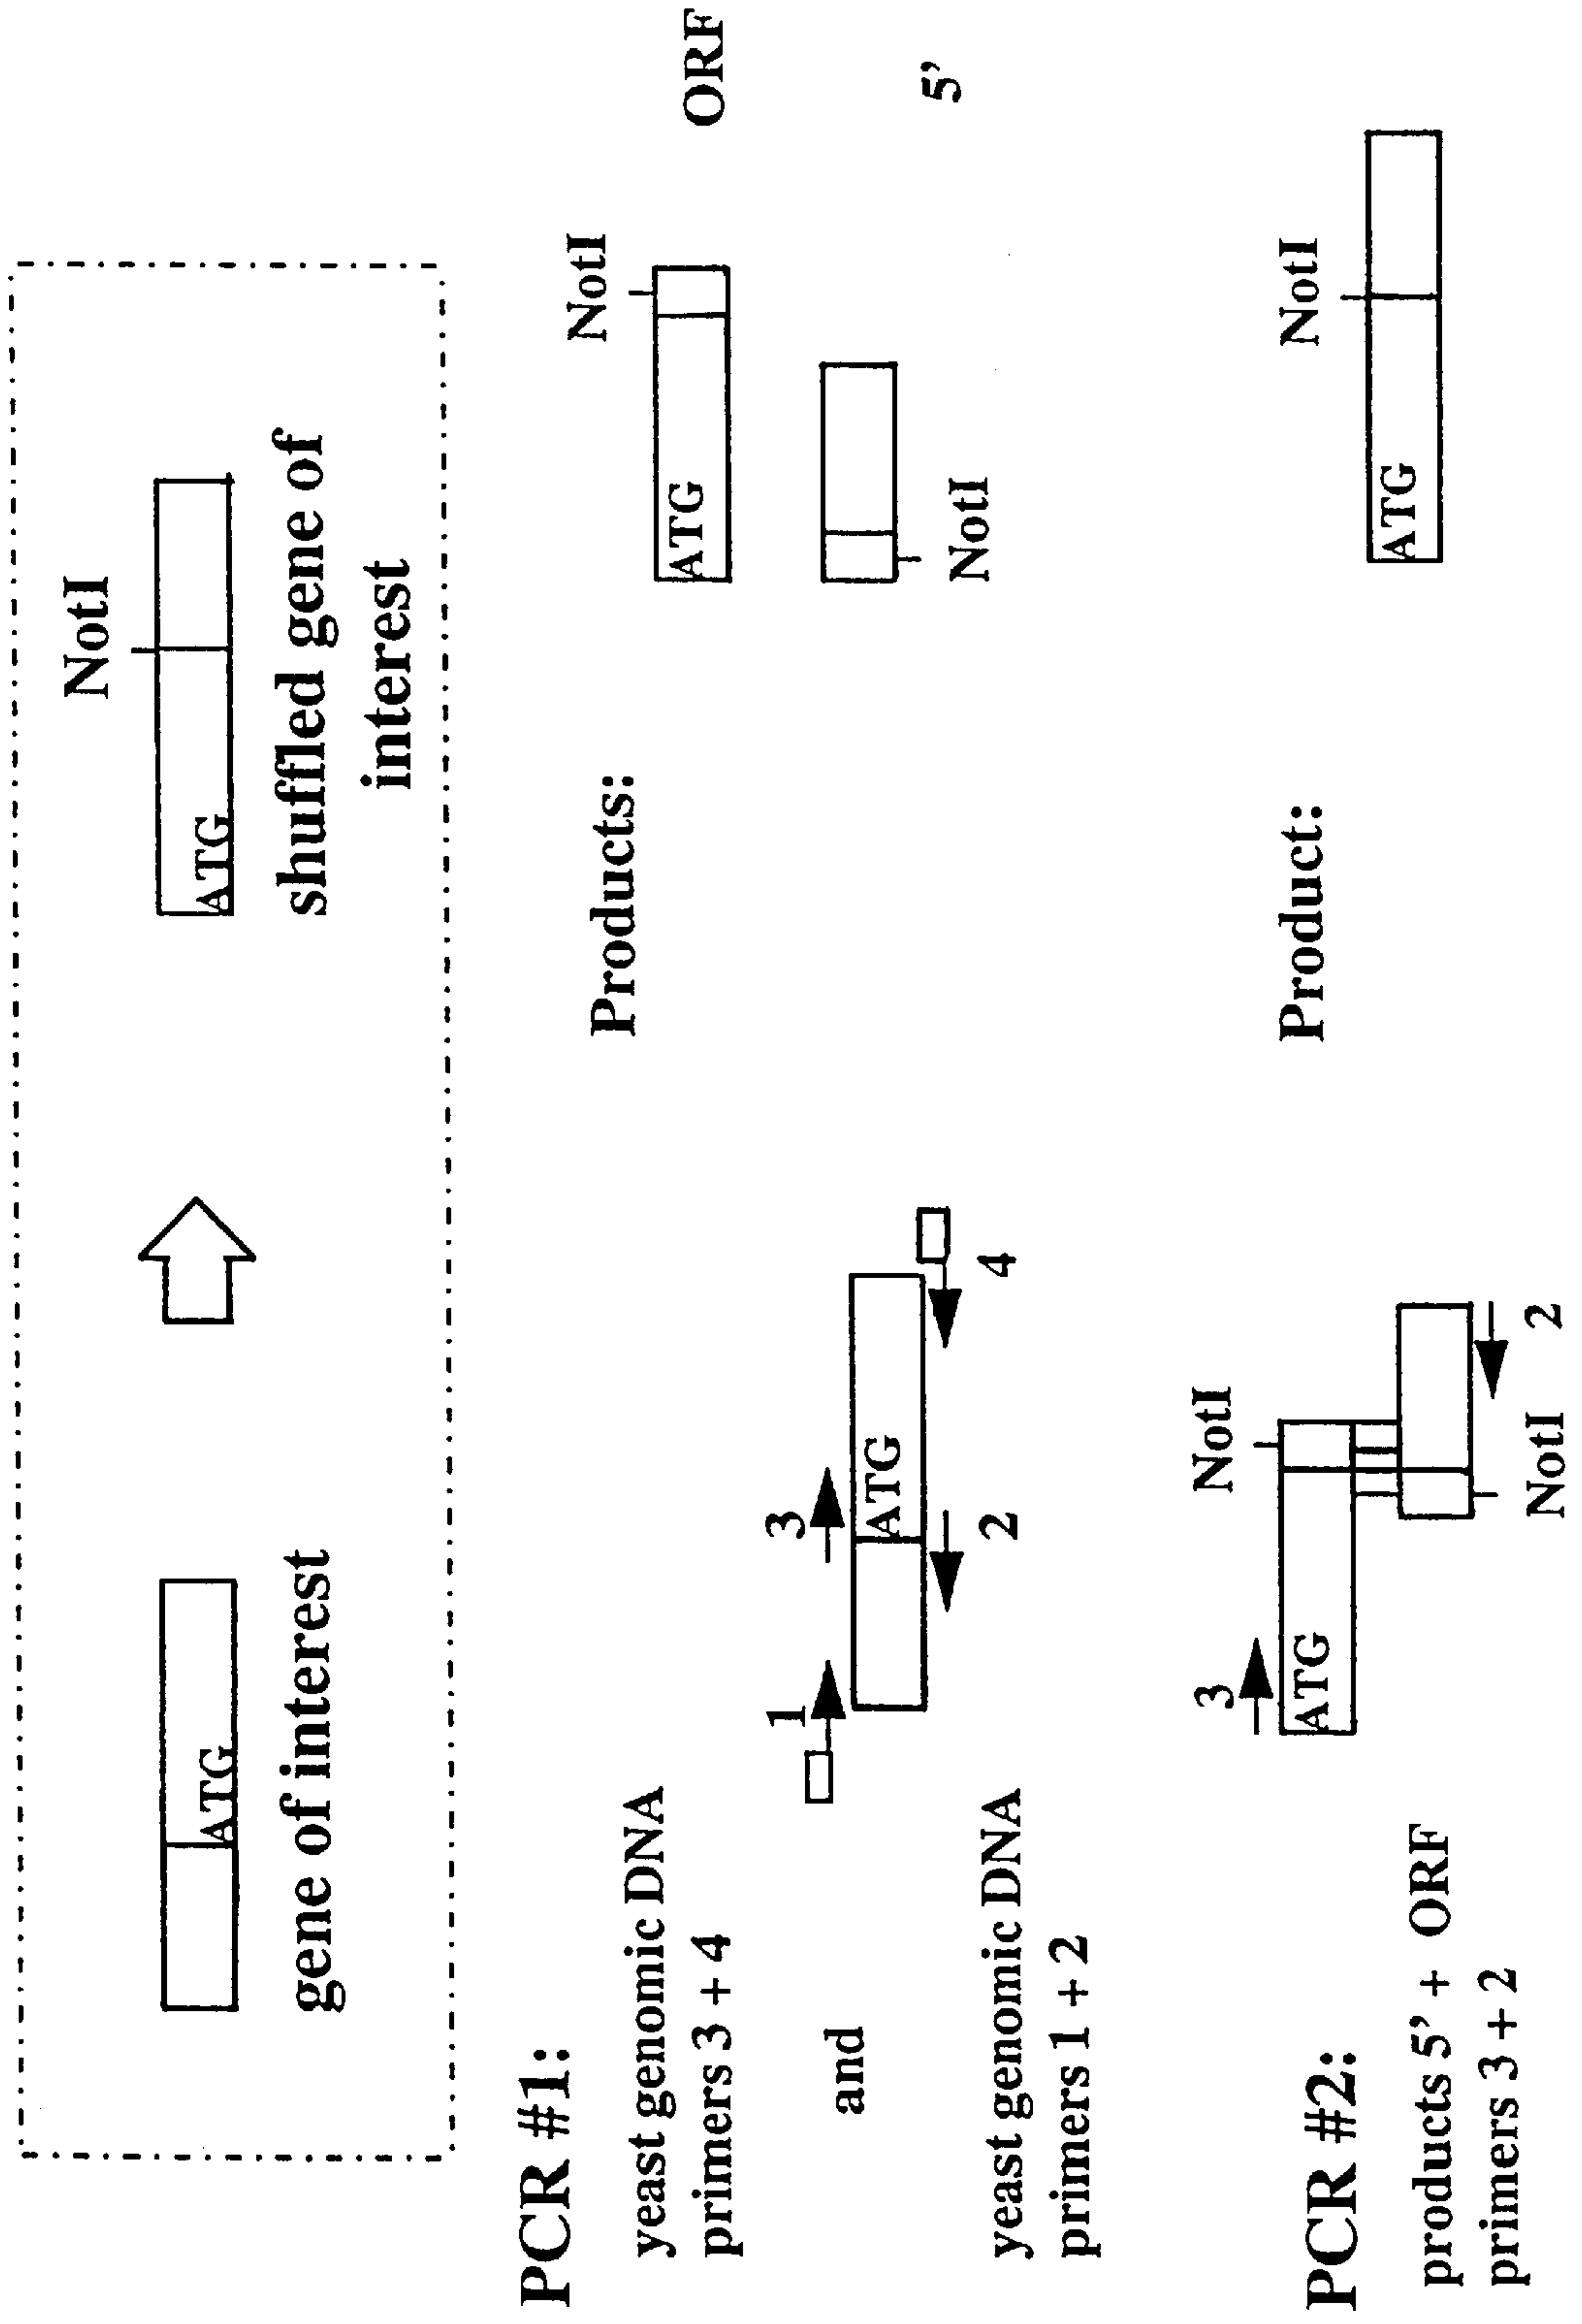 NotI
ATG
ATG
gene of interest
shuffled gene of
interest
PCR #1:
Products:
yeast genomic DNA
primers 3 + 4
and
yeast genomic DNA
primers 1 + 2
1
3
ATG
2
4
NotI
ATG
ORF
5'
NotI
PCR #2:
Product:
products 5' + ORF
primers 3 + 2
3
NotI
ATG
NotI
2
NotI
ATG